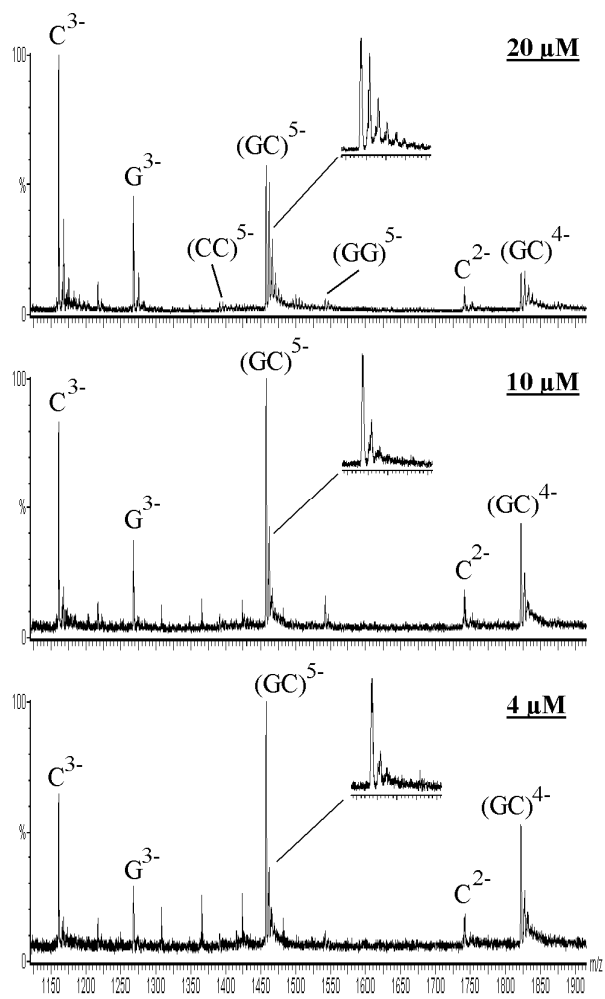 C3-
20 µM
100
(GC)5-
G3-
%
(CC)5-
(GG)5-
C2-
(GC)4-
0
(GC)5-
10 µM
100
C3-
(GC)4-
%
G3-
C2-
0
(GC)5-
4 µM
100
C3-
(GC)4-
%
G3-
C2-
0
1150 1200 1250 1300 1350 1400 1450 1500 1550 1600 1650 1700 1750 1800 1850 1900 m/z